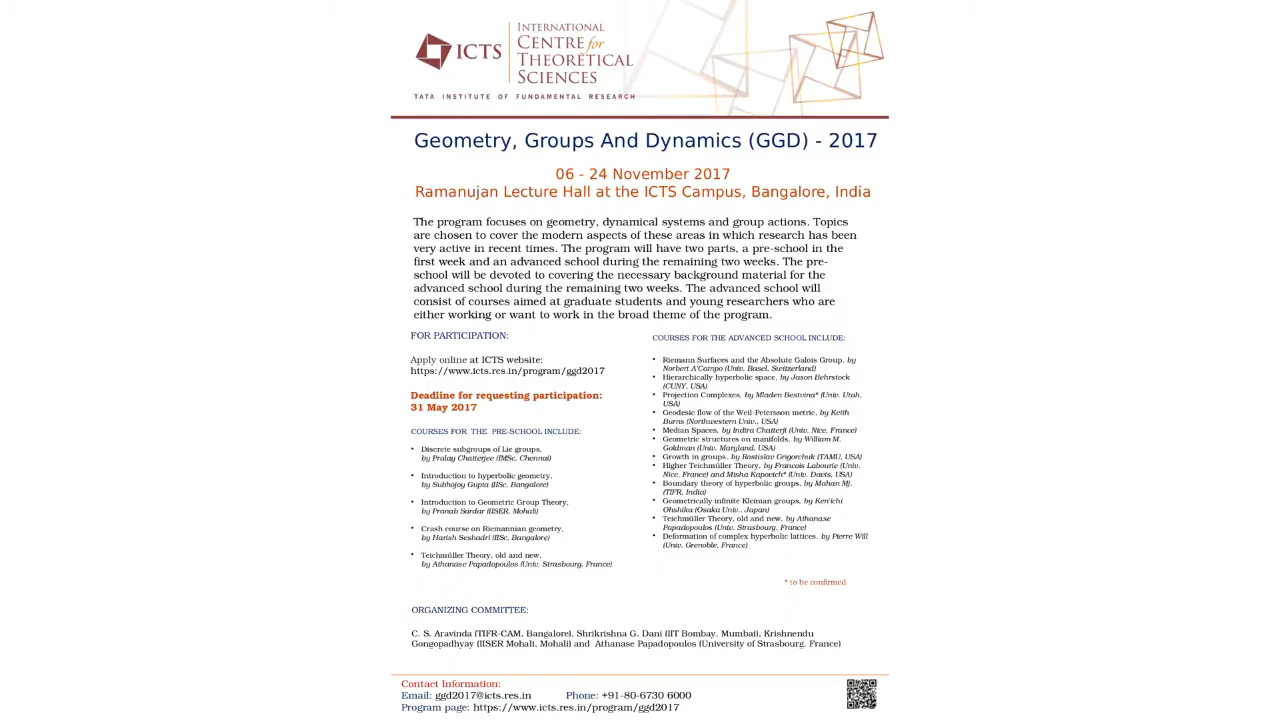 ICTS
INTERNATIONAL
CENTRE for
THEORETICAL
SCIENCES
TATA INSTITUTE OF FUNDAMENTAL RESEARCH
Geometry, Groups And Dynamics (GGD) - 2017
06 - 24 November 2017
Ramanujan Lecture Hall at the ICTS Campus, Bangalore, India
The program focuses on geometry, dynamical systems and group actions. Topics
are chosen to cover the modern aspects of these areas in which research has been
very active in recent times. The program will have two parts, a pre-school in the
first week and an advanced school during the remaining two weeks. The pre-
school will be devoted to covering the necessary background material for the
advanced school during the remaining two weeks. The advanced school will
consist of courses aimed at graduate students and young researchers who are
either working or want to work in the broad theme of the program.
FOR PARTICIPATION:
Apply online at ICTS website:
https://www.icts.res.in/program/ggd2017
Deadline for requesting participation:
31 May 2017
COURSES FOR THE PRE-SCHOOL INCLUDE:
• Discrete subgroups of Lie groups,
by Pralay Chatterjee (IMSc, Chennai)
• Introduction to hyperbolic geometry,
by Subhojoy Gupta (IISc, Bangalore)
• Introduction to Geometric Group Theory,
by Pranab Sardar (IISER, Mohali)
• Crash course on Riemannian geometry,
by Harish Seshadri (IISc, Bangalore)
• Teichmüller Theory, old and new,
by Athanase Papadopoulos (Univ. Strasbourg, France)
COURSES FOR THE ADVANCED SCHOOL INCLUDE:
• Riemann Surfaces and the Absolute Galois Group, by
Norbert A'Campo (Univ. Basel, Switzerland)
• Hierarchically hyperbolic space, by Jason Behrstock
(CUNY, USA)
• Projection Complexes, by Mladen Bestvina* (Univ. Utah,
USA)
• Geodesic flow of the Weil-Petersson metric, by Keith
Burns (Northwestern Univ., USA)
• Median Spaces, by Indira Chatterji (Univ. Nice, France)
• Geometric structures on manifolds, by William M.
Goldman (Univ. Maryland, USA)
• Growth in groups, by Rostislav Grigorchuk (TAMU, USA)
• Higher Teichmüller Theory, by Francois Labourie (Univ.
Nice, France) and Misha Kapovich* (Univ. Davis, USA)
• Boundary theory of hyperbolic groups, by Mahan Mj.
(TIFR, India)
• Geometrically infinite Kleinian groups, by Ken'ichi
Ohshika (Osaka Univ., Japan)
• Teichmüller Theory, old and new, by Athanase
Papadopoulos (Univ. Strasbourg, France)
• Deformation of complex hyperbolic lattices, by Pierre Will
(Univ. Grenoble, France)
* to be confirmed
ORGANIZING COMMITTEE:
C. S. Aravinda (TIFR-CAM, Bangalore), Shrikrishna G. Dani (IIT Bombay, Mumbai), Krishnendu
Gongopadhyay (IISER Mohali, Mohali) and Athanase Papadopoulos (University of Strasbourg, France)
Contact Information:
Email: ggd2017@icts.res.in Phone: +91-80-6730 6000
Program page: https://www.icts.res.in/program/ggd2017